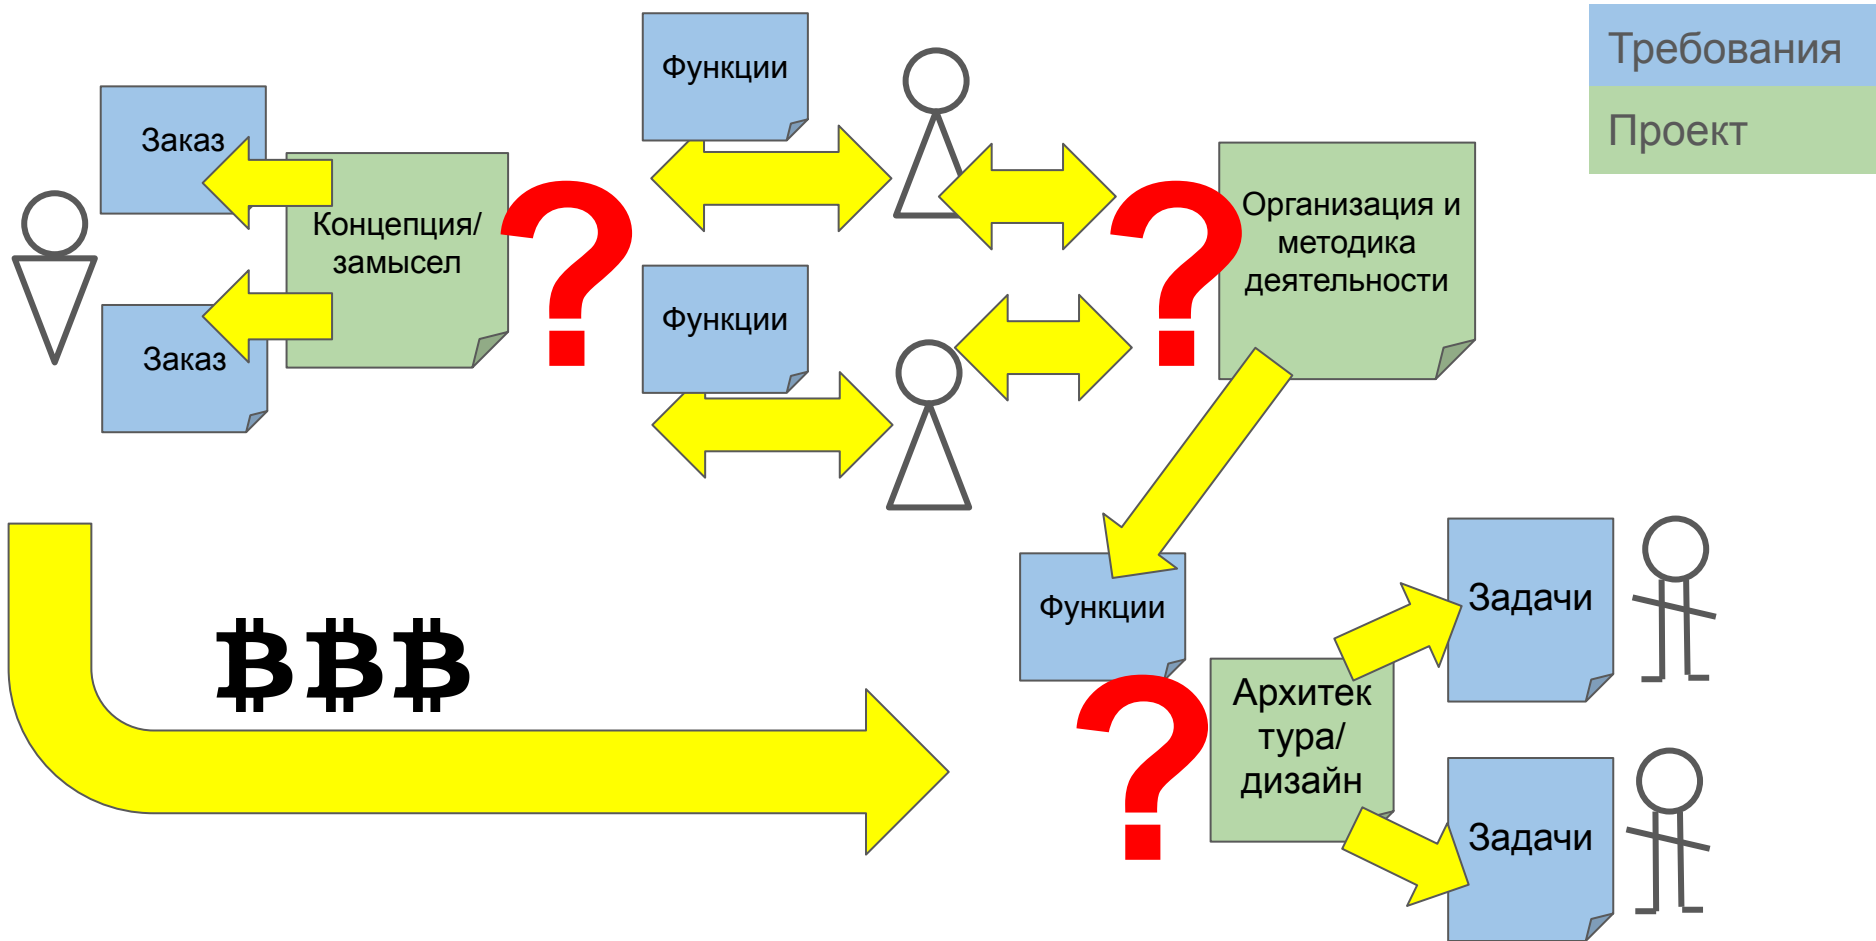 Требования
Проект
Функции
Заказ
Концепция/
замысел
?
?
Организация и
методика
деятельности
Функции
Заказ
₿₿₿
Функции
?
Архитек
тура/
дизайн
Задачи
Задачи